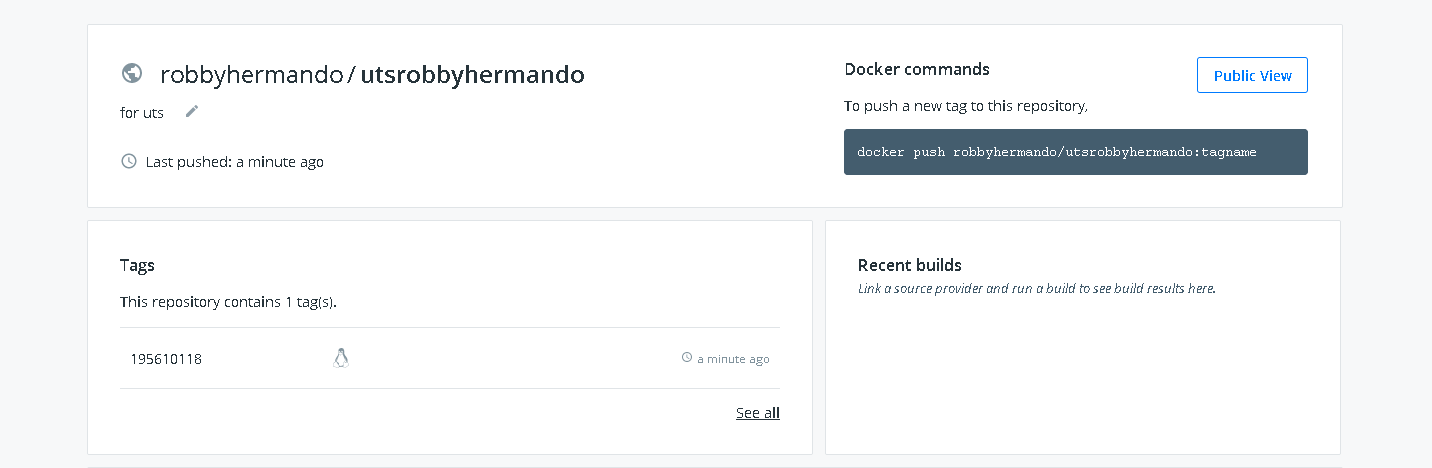 robbyhermando / utsrobbyhermando
for uts
Last pushed: a minute ago
Docker commands
Public View
To push a new tag to this repository,
docker push robbyhermando/utsrobbyhermando:tagname
Tags
This repository contains 1 tag(s).
195610118
a minute ago
See all
Recent builds
Link a source provider and run a build to see build results here.